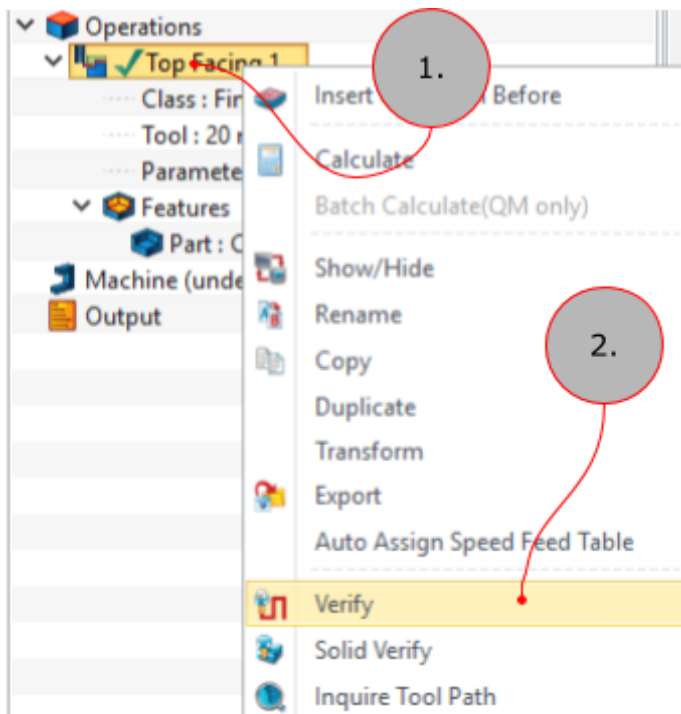 Operations
Top Facing 1
1.
Insert Before
Class : Fin
Tool : 20
Calculate
Paramete
Batch Calculate(QM only)
Features
Part :
Show/Hide
Machine (unde
Rename
Output
2.
Copy
Duplicate
Transform
Export
Auto Assign Speed Feed Table
Verify
Solid Verify
Inquire Tool Path